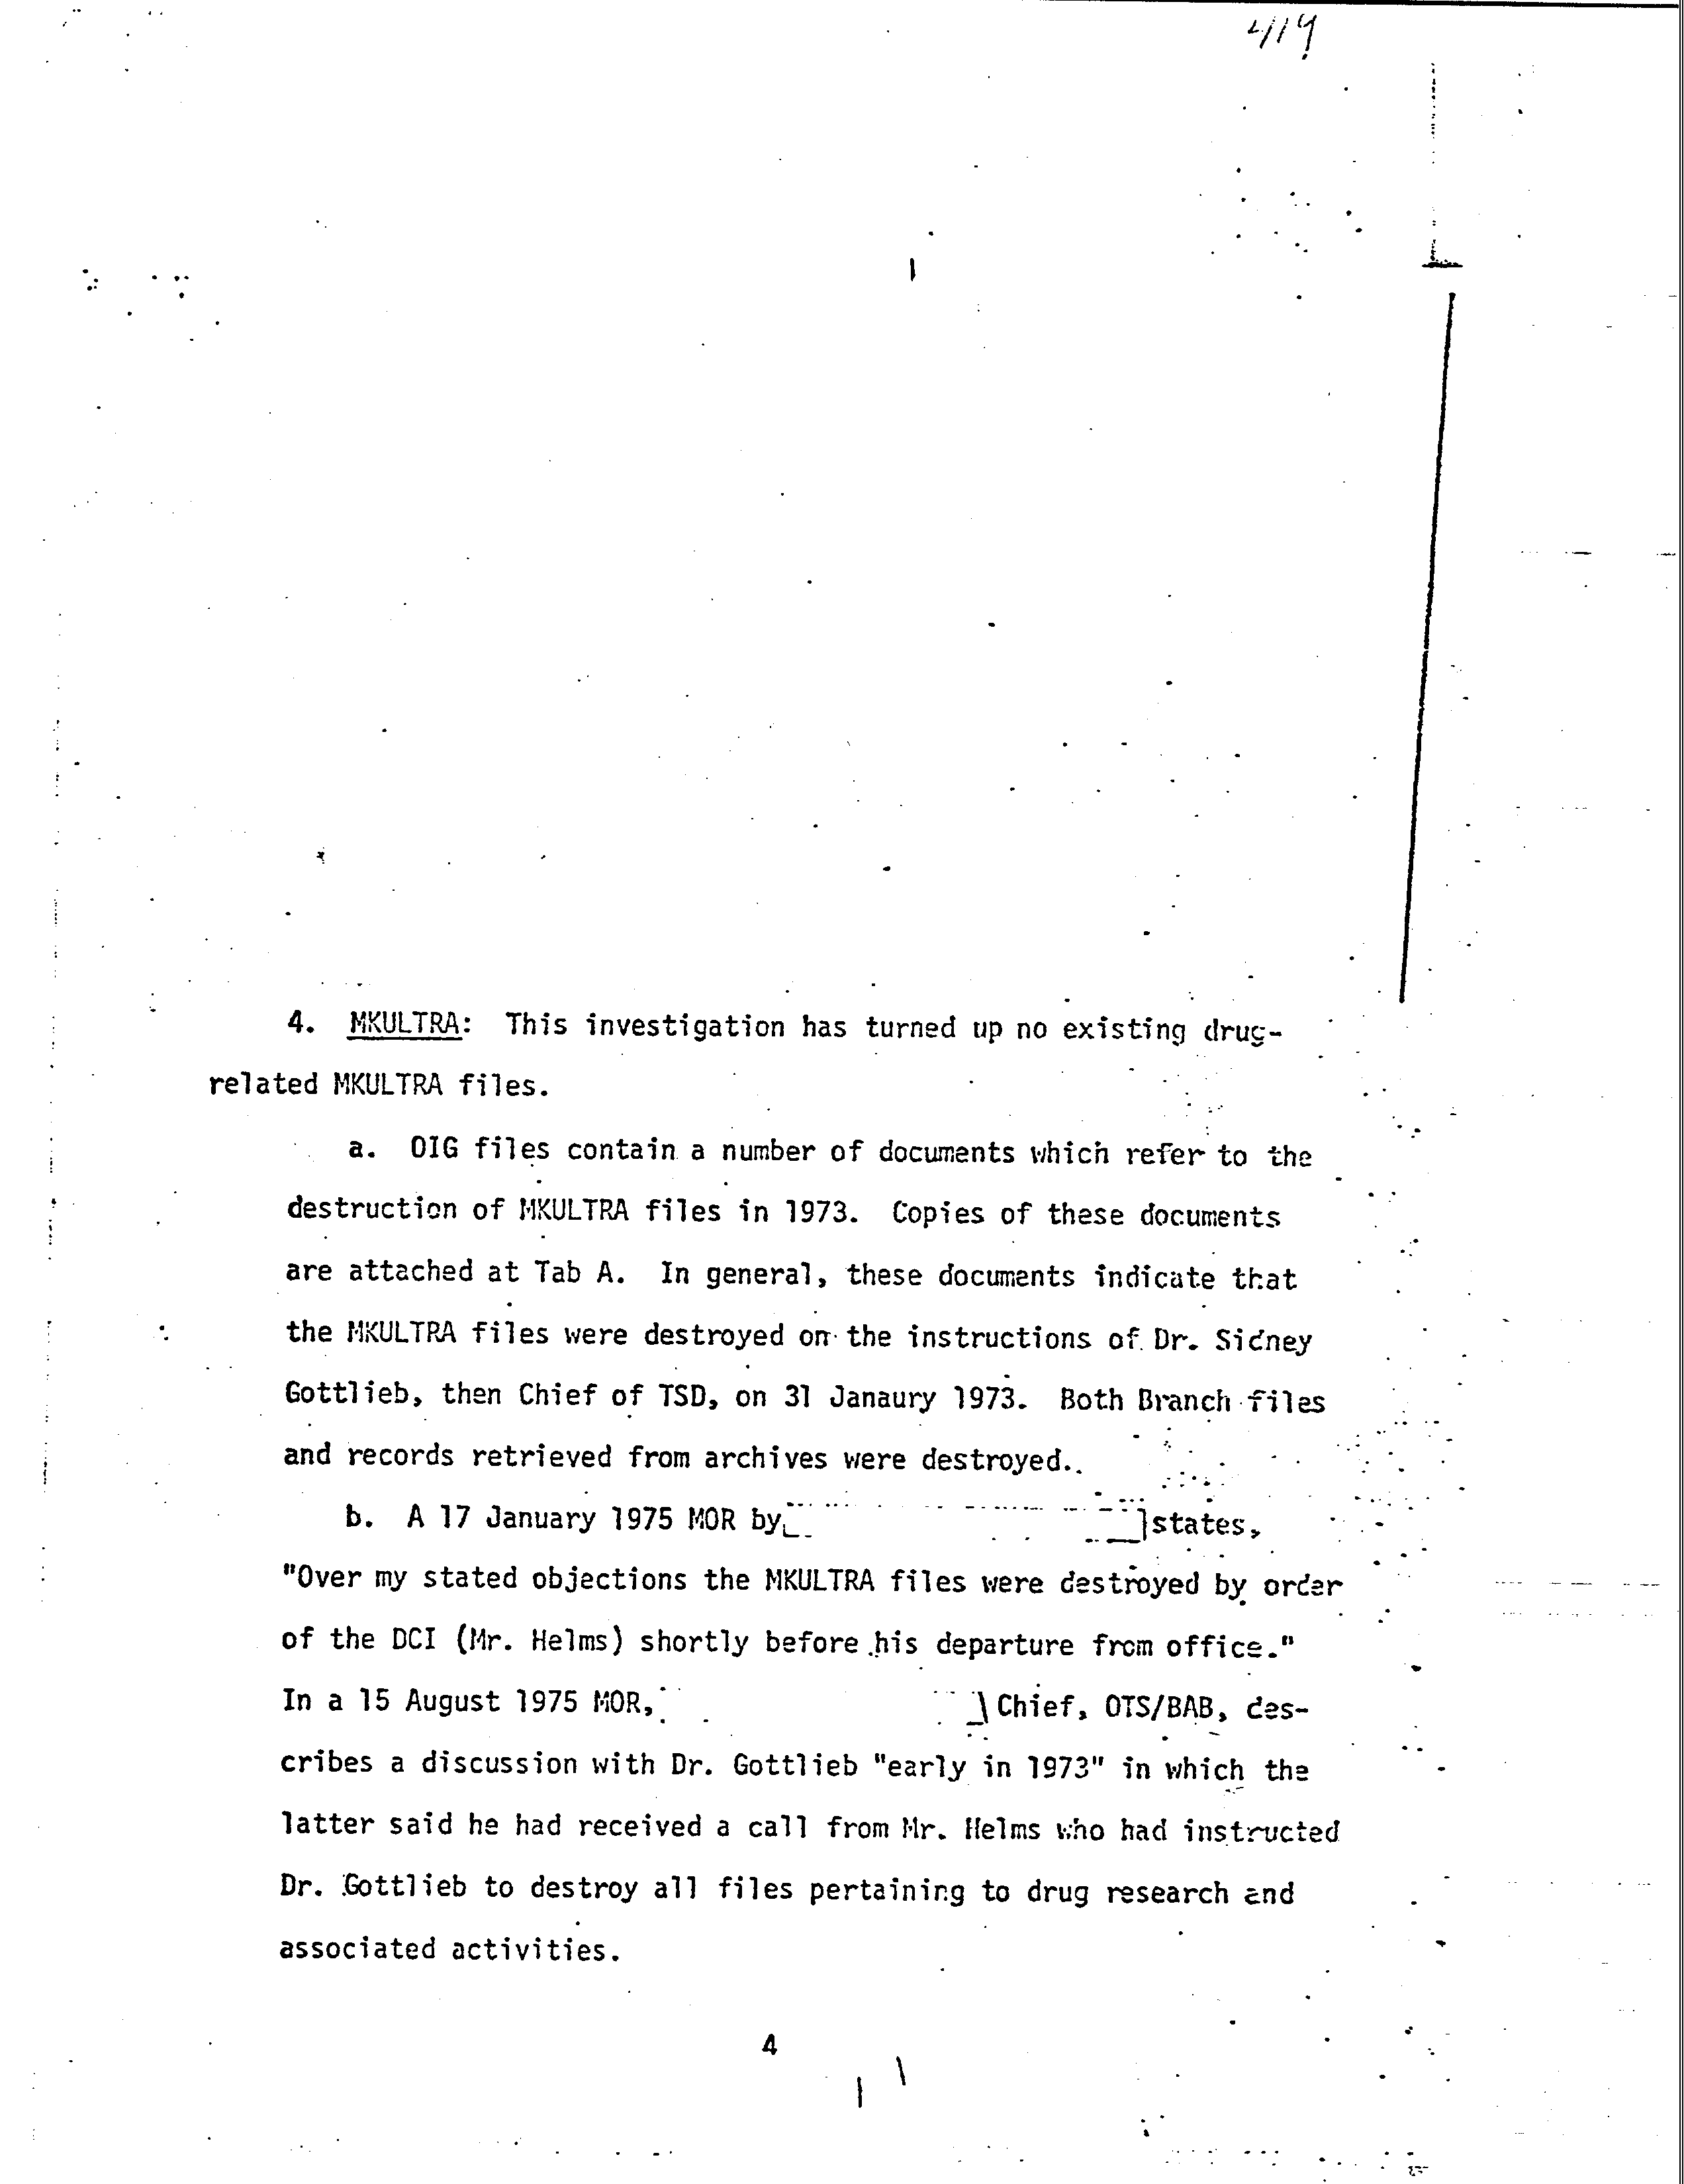 4/19
4. MKULTRA: This investigation has turned up no existing drug-
related MKULTRA files.
a. OIG files contain a number of documents which refer to the
destruction of MKULTRA files in 1973. Copies of these documents
are attached at Tab A. In general, these documents indicate that
the MKULTRA files were destroyed on the instructions of Dr. Sidney
Gottlieb, then Chief of TSD, on 31 Janaury 1973. Both Branch files
and records retrieved from archives were destroyed.
b. A 17 January 1975 MOR by [ ] states,
"Over my stated objections the MKULTRA files were destroyed by order
of the DCI (Mr. Helms) shortly before his departure from office."
In a 15 August 1975 MOR, Chief, OTS/BAB, des-
cribes a discussion with Dr. Gottlieb "early in 1973" in which the
latter said he had received a call from Mr. Helms who had instructed
Dr. Gottlieb to destroy all files pertaining to drug research and
associated activities.
4